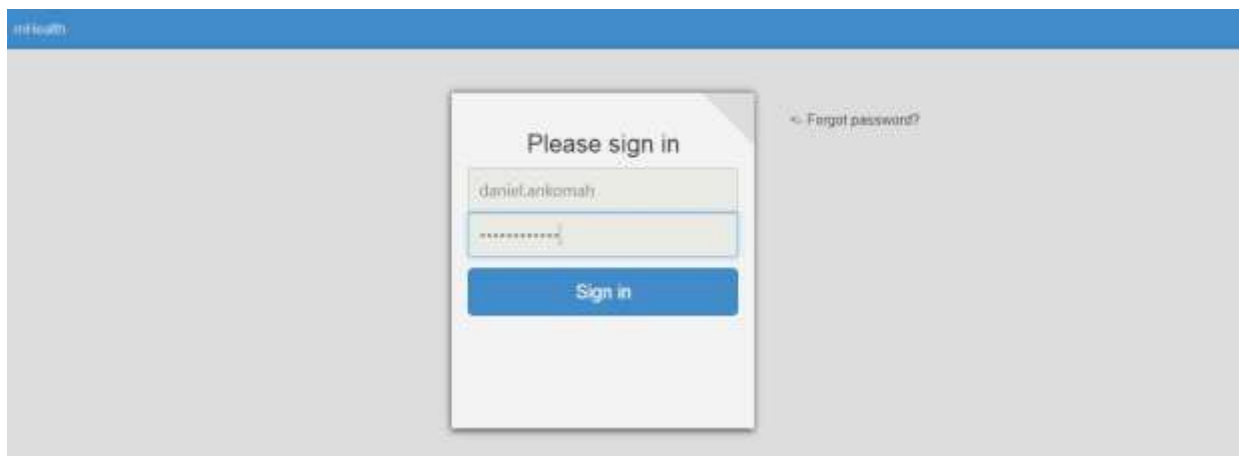 mHealth
<- Forgot password?
Please sign in
daniel.ankomah
••••••••••••
Sign in